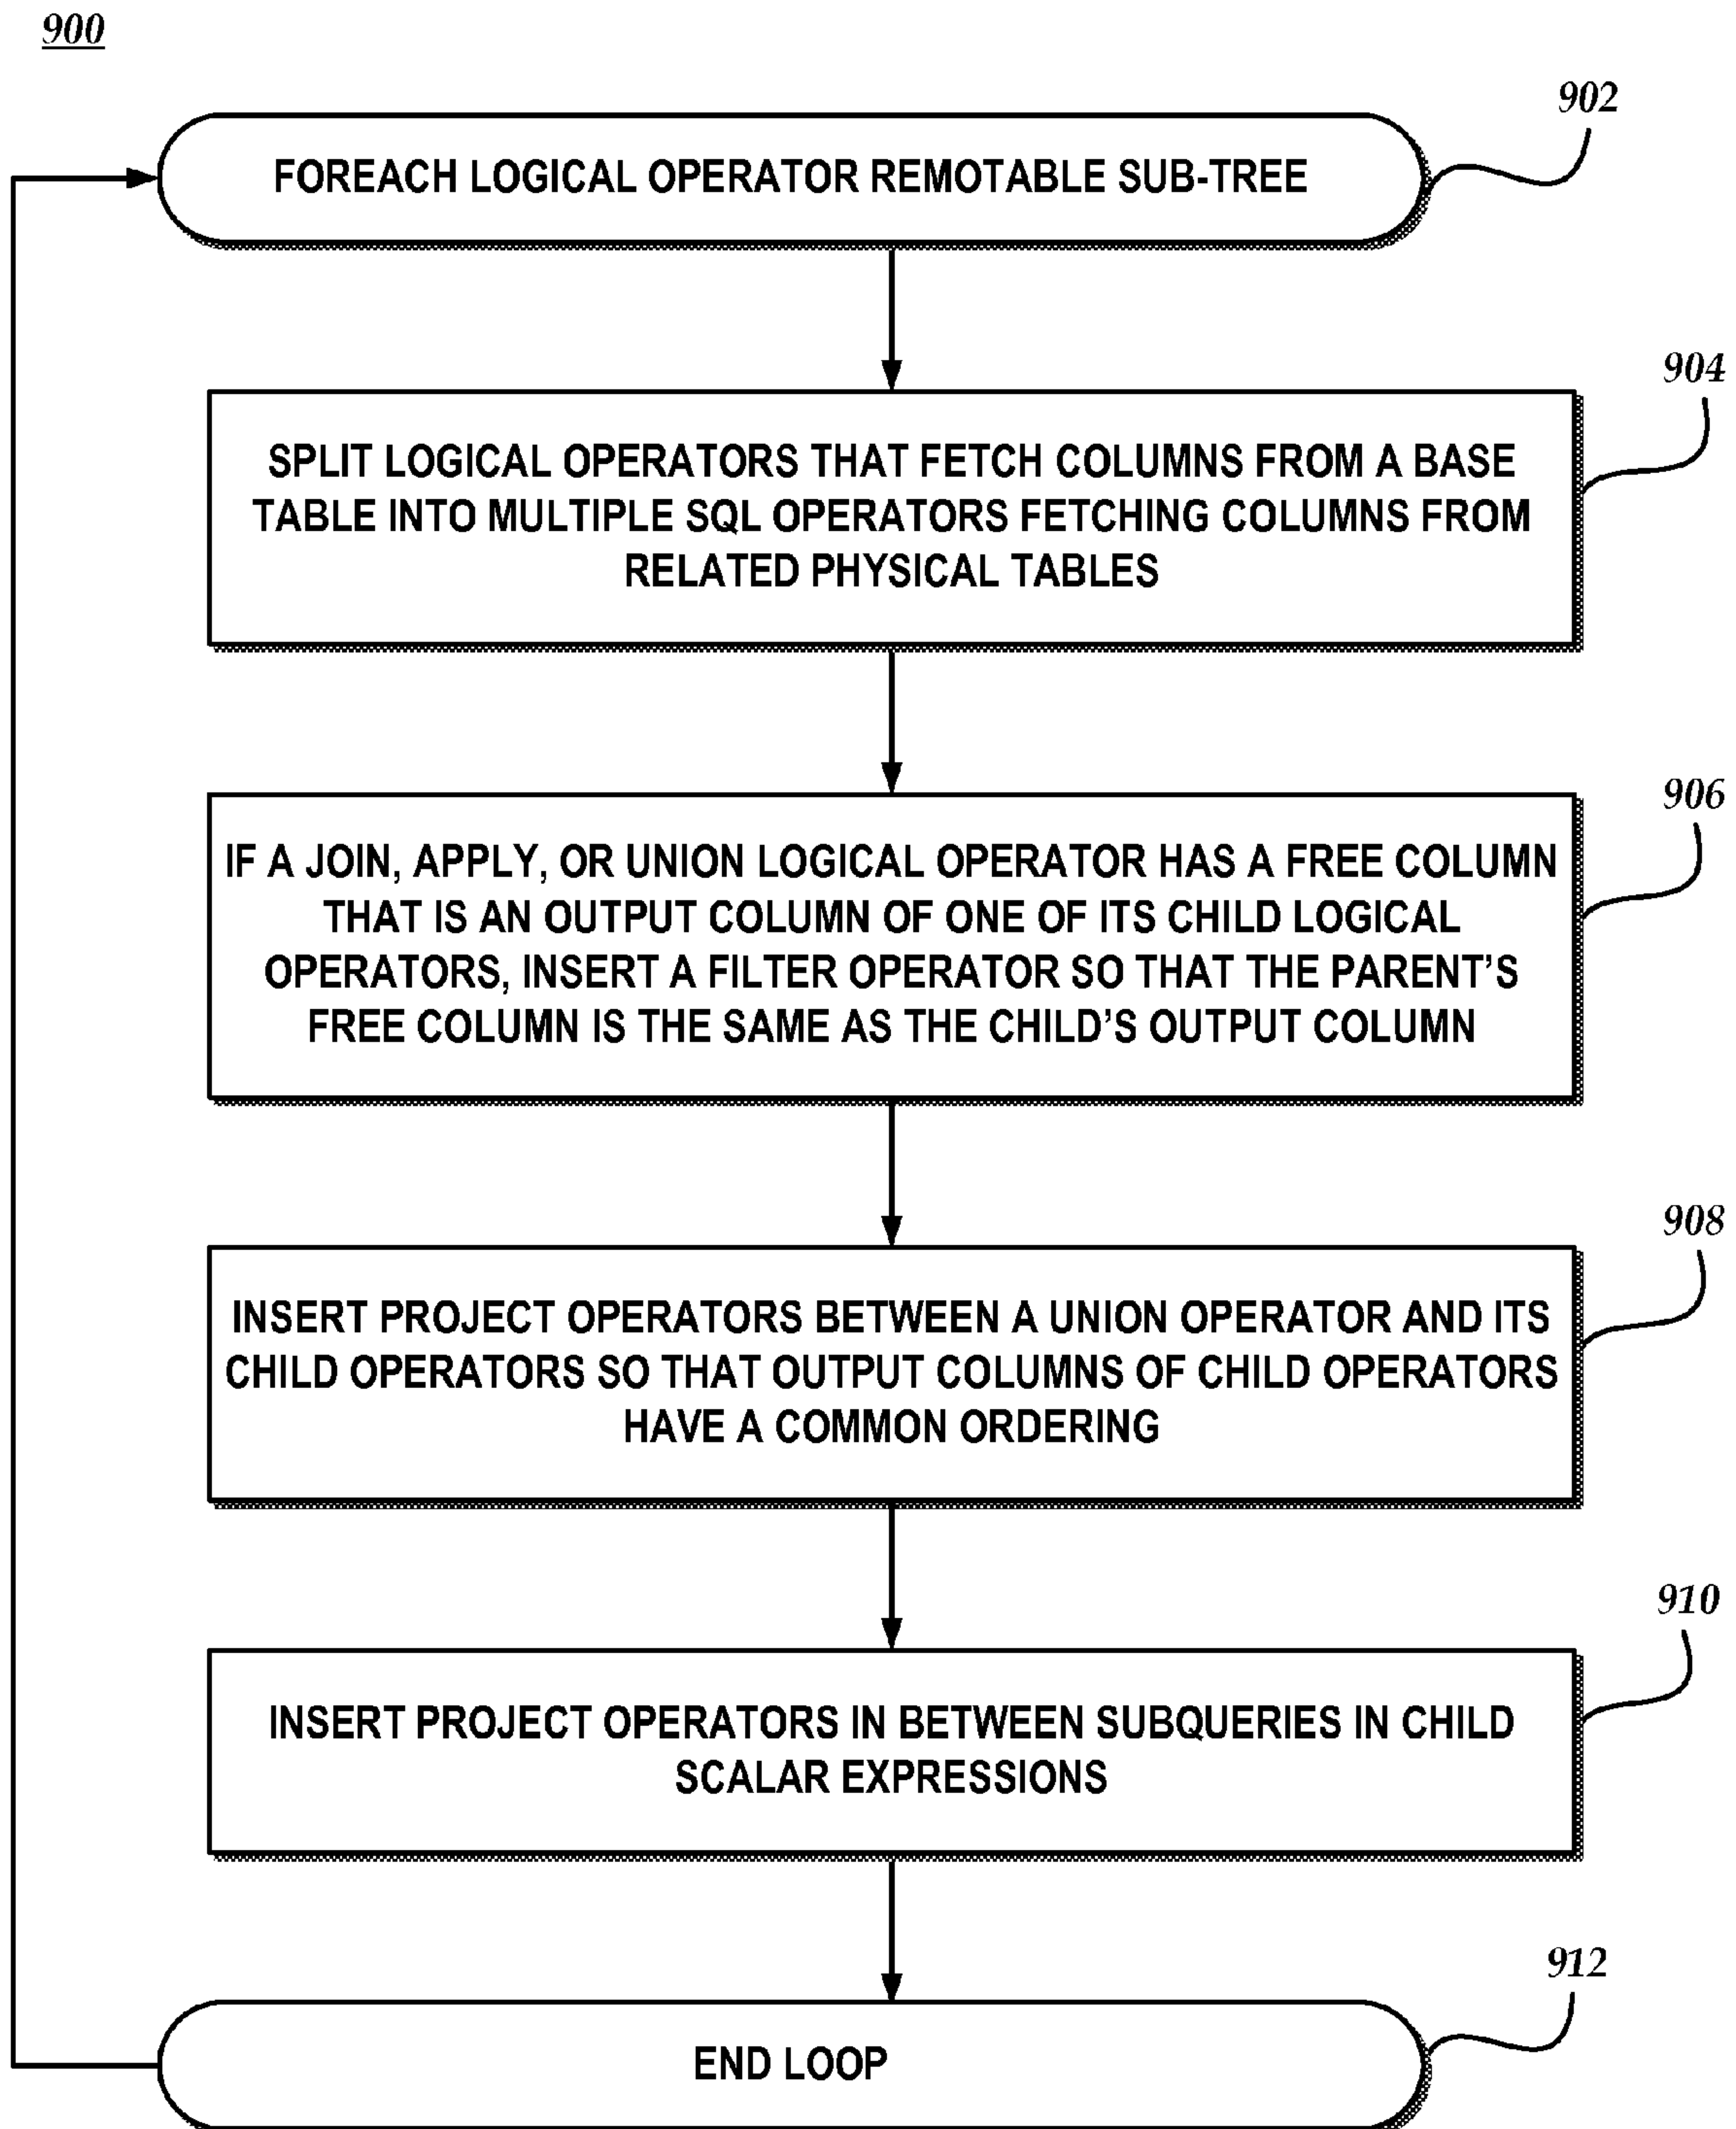 900
902
FOREACH LOGICAL OPERATOR REMOTABLE SUB-TREE
904
SPLIT LOGICAL OPERATORS THAT FETCH COLUMNS FROM A BASE
TABLE INTO MULTIPLE SQL OPERATORS FETCHING COLUMNS FROM
RELATED PHYSICAL TABLES
906
IF A JOIN, APPLY, OR UNION LOGICAL OPERATOR HAS A FREE COLUMN
THAT IS AN OUTPUT COLUMN OF ONE OF ITS CHILD LOGICAL
OPERATORS, INSERT A FILTER OPERATOR SO THAT THE PARENT'S
FREE COLUMN IS THE SAME AS THE CHILD'S OUTPUT COLUMN
908
INSERT PROJECT OPERATORS BETWEEN A UNION OPERATOR AND ITS
CHILD OPERATORS SO THAT OUTPUT COLUMNS OF CHILD OPERATORS
HAVE A COMMON ORDERING
910
INSERT PROJECT OPERATORS IN BETWEEN SUBQUERIES IN CHILD
SCALAR EXPRESSIONS
912
END LOOP